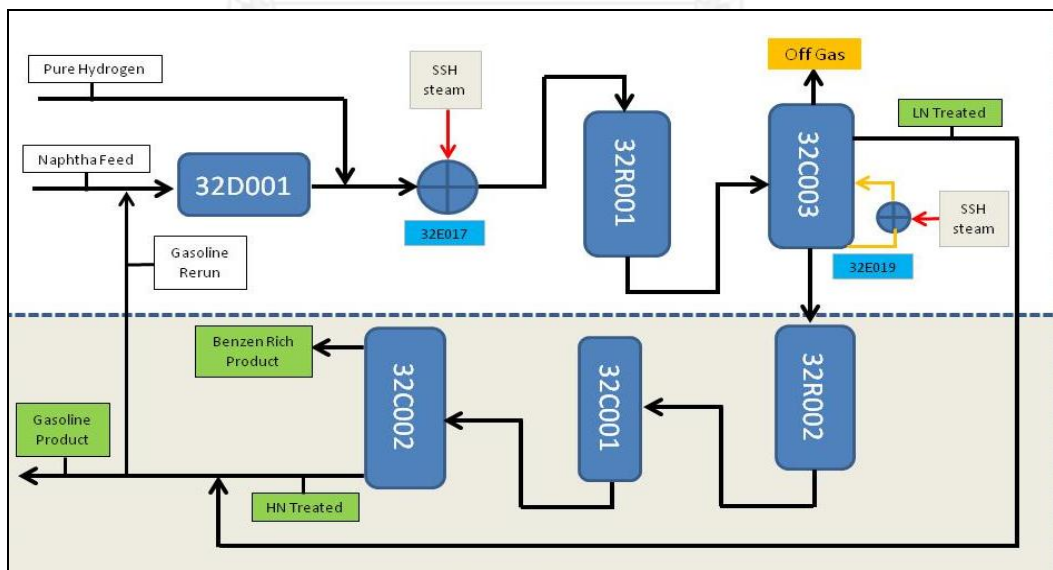 Pure Hydrogen
SSH
steam
Off Gas
LN Treated
Naphtha Feed
32D001
32R001
32C003
32E017
SSH
steam
32E019
Gasoline
Rerun
Benzen Rich
Product
32C002
32C001
32R002
Gasoline
Product
HN Treated